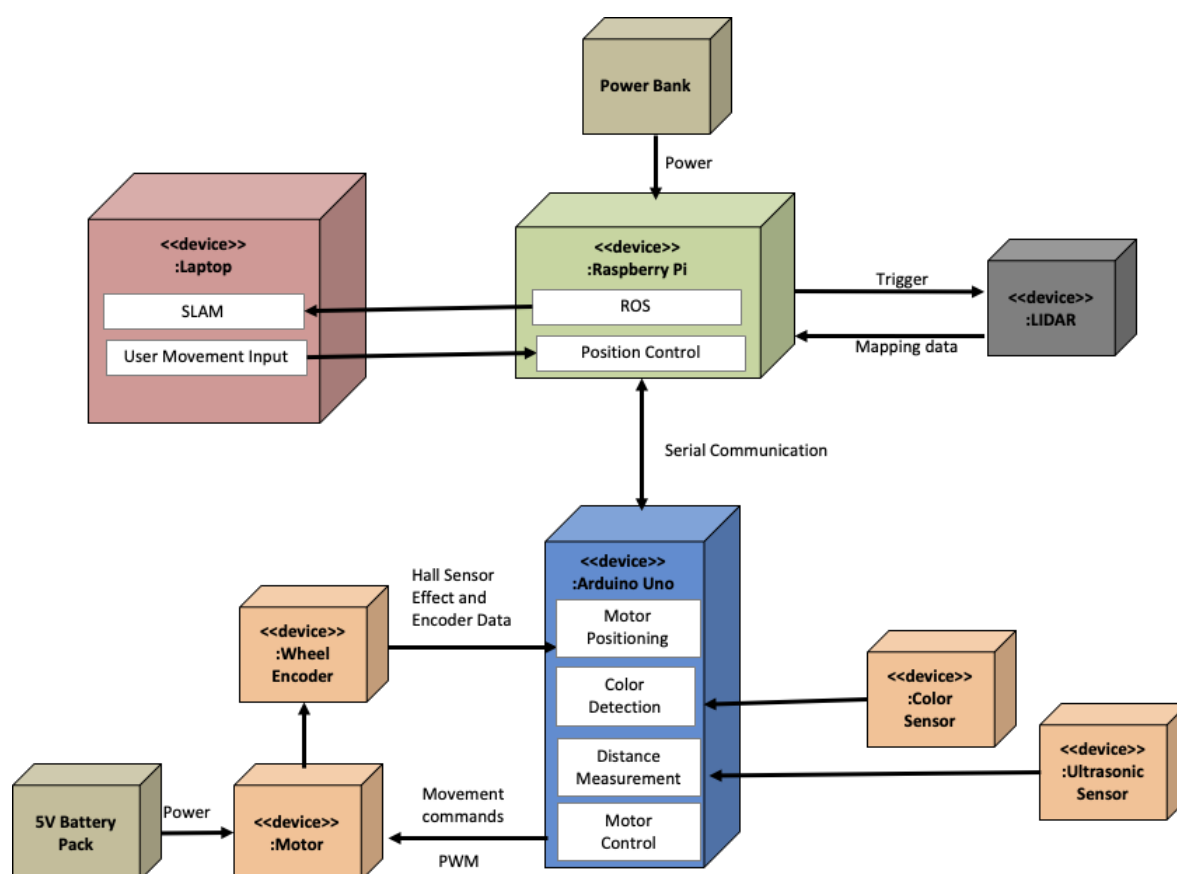 Power Bank
Power
<<device>>
:Laptop
SLAM
User Movement Input
<<device>>
:Raspberry Pi
ROS
Position Control
Trigger
Mapping data
<<device>>
:LIDAR
Serial Communication
<<device>>
:Arduino Uno
Motor
Positioning
Color
Detection
Distance
Measurement
Motor
Control
Hall Sensor
Effect and
Encoder Data
<<device>>
:Wheel
Encoder
<<device>>
:Color
Sensor
<<device>>
:Ultrasonic
Sensor
5V Battery
Pack
Power
<<device>>
:Motor
Movement
commands
PWM